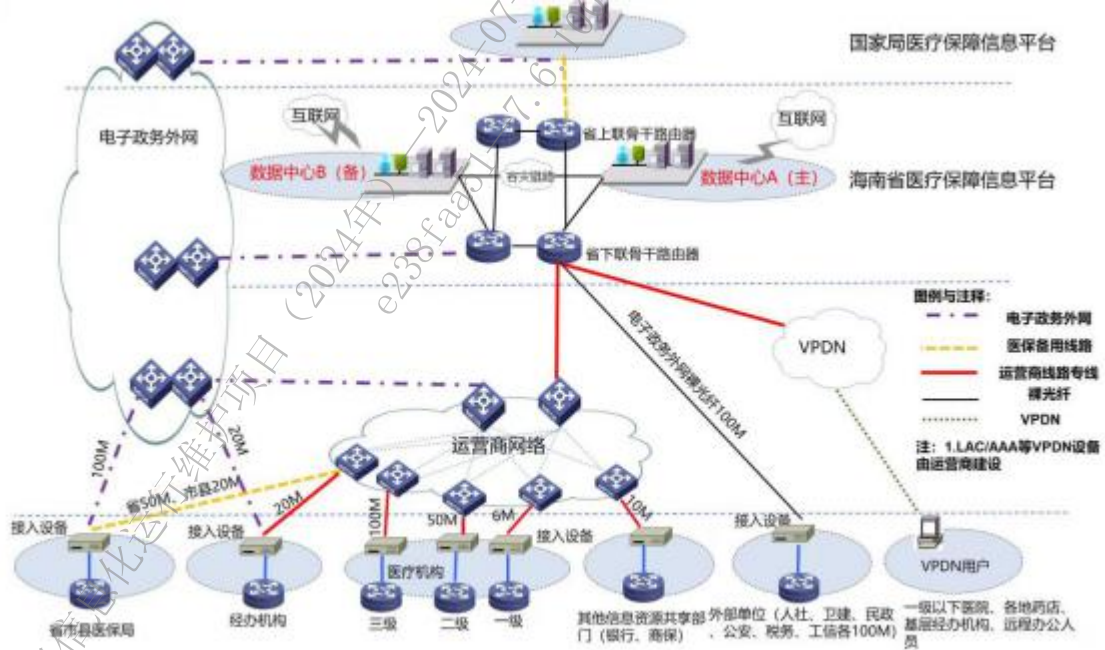 国家局医疗保障信息平台
电子政务外网
互联网
省上联骨干路由器
互联网
数据中心B（备）
数据中心A（主）
海南省医疗保障信息平台
省下联骨干路由器
图例与注释：
电子政务外网
医保备用线路
运营商线路专线
裸光纤
VPDN
注：1.LAC/AAA等VPDN设备
由运营商建设
VPDN
电子政务外网裸光纤100M
运营商网络
100M
20M
省50M、市县20M
20M
100M
50M
6M
10M
接入设备
接入设备
接入设备
接入设备
医疗机构
VPDN用户
省市县医保局
经办机构
三级
二级
一级
其他信息资源共享部
门（银行、商保）
外部单位（人社、卫建、民政
、公安、税务、工信各100M）
一级以下医院、各地药店、
基层经办机构、远程办公人
员